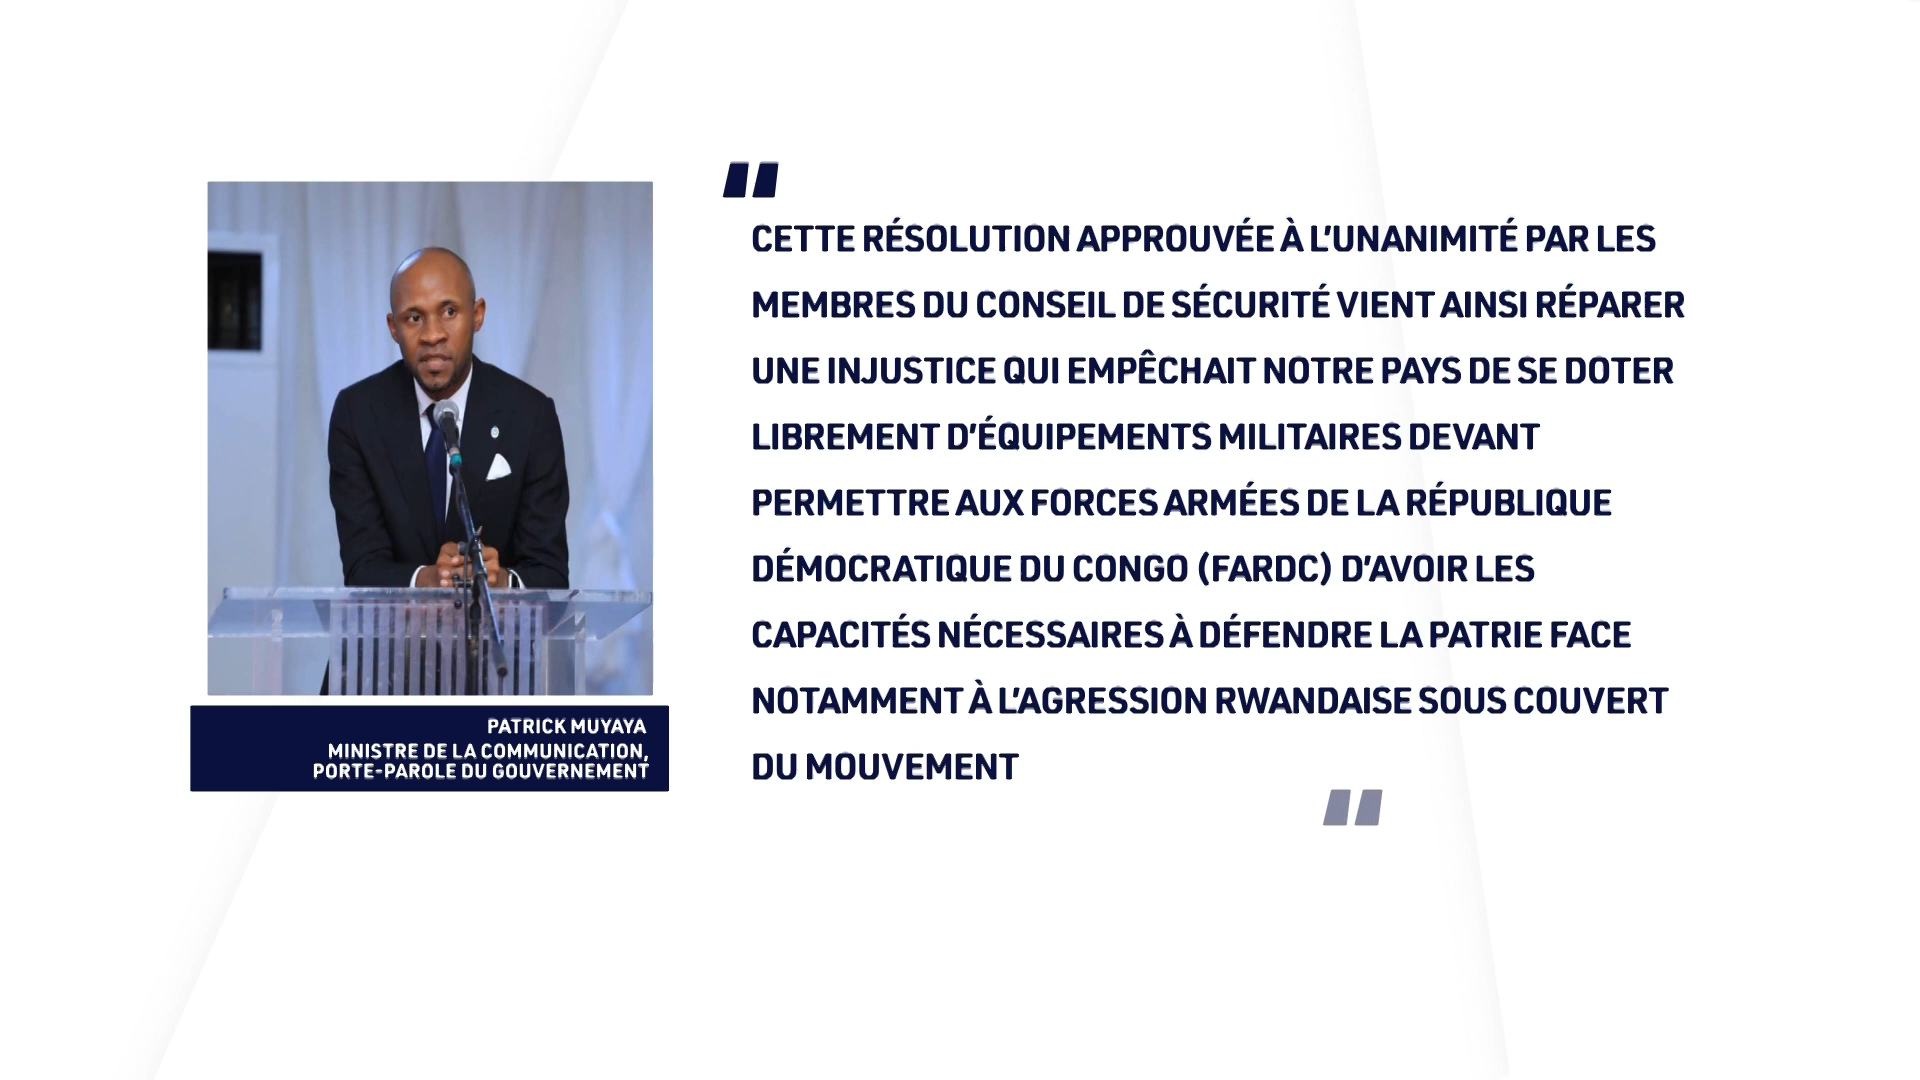 "
CETTE RÉSOLUTION APPROUVÉE À L'UNANIMITÉ PAR LES
MEMBRES DU CONSEIL DE SÉCURITÉ VIENT AINSI RÉPARER
UNE INJUSTICE QUI EMPÊCHAIT NOTRE PAYS DE SE DOTER
LIBREMENT D'ÉQUIPEMENTS MILITAIRES DEVANT
PERMETTRE AUX FORCES ARMÉES DE LA RÉPUBLIQUE
DÉMOCRATIQUE DU CONGO (FARDC) D'AVOIR LES
CAPACITÉS NÉCESSAIRES À DÉFENDRE LA PATRIE FACE
NOTAMMENT À L'AGRESSION RWANDAISE SOUS COUVERT
DU MOUVEMENT
"
PATRICK MUYAYA
MINISTRE DE LA COMMUNICATION,
PORTE-PAROLE DU GOUVERNEMENT